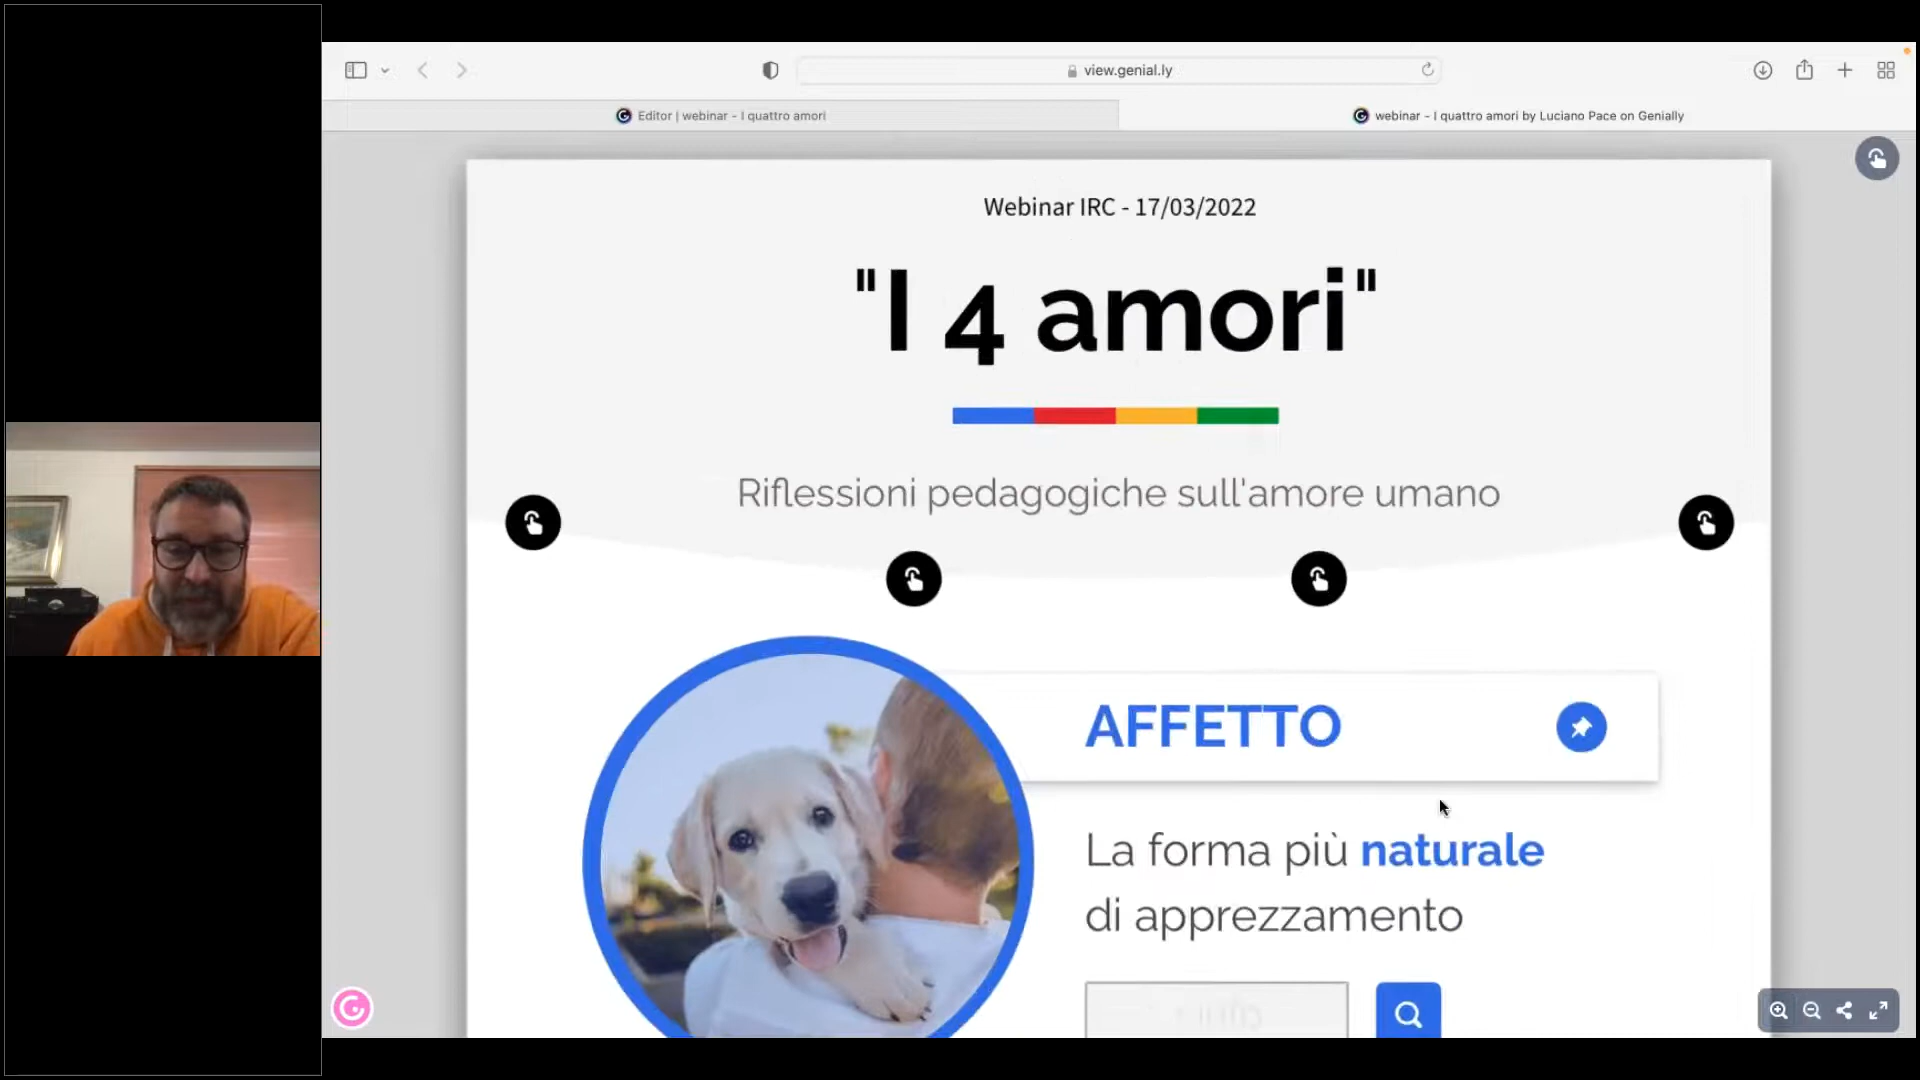 view.genial.ly
Editor | webinar - I quattro amori
webinar - I quattro amori by Luciano Pace on Genially
Webinar IRC - 17/03/2022
"I 4 amori"
Riflessioni pedagogiche sull'amore umano
AFFETTO
La forma più naturale
di apprezzamento